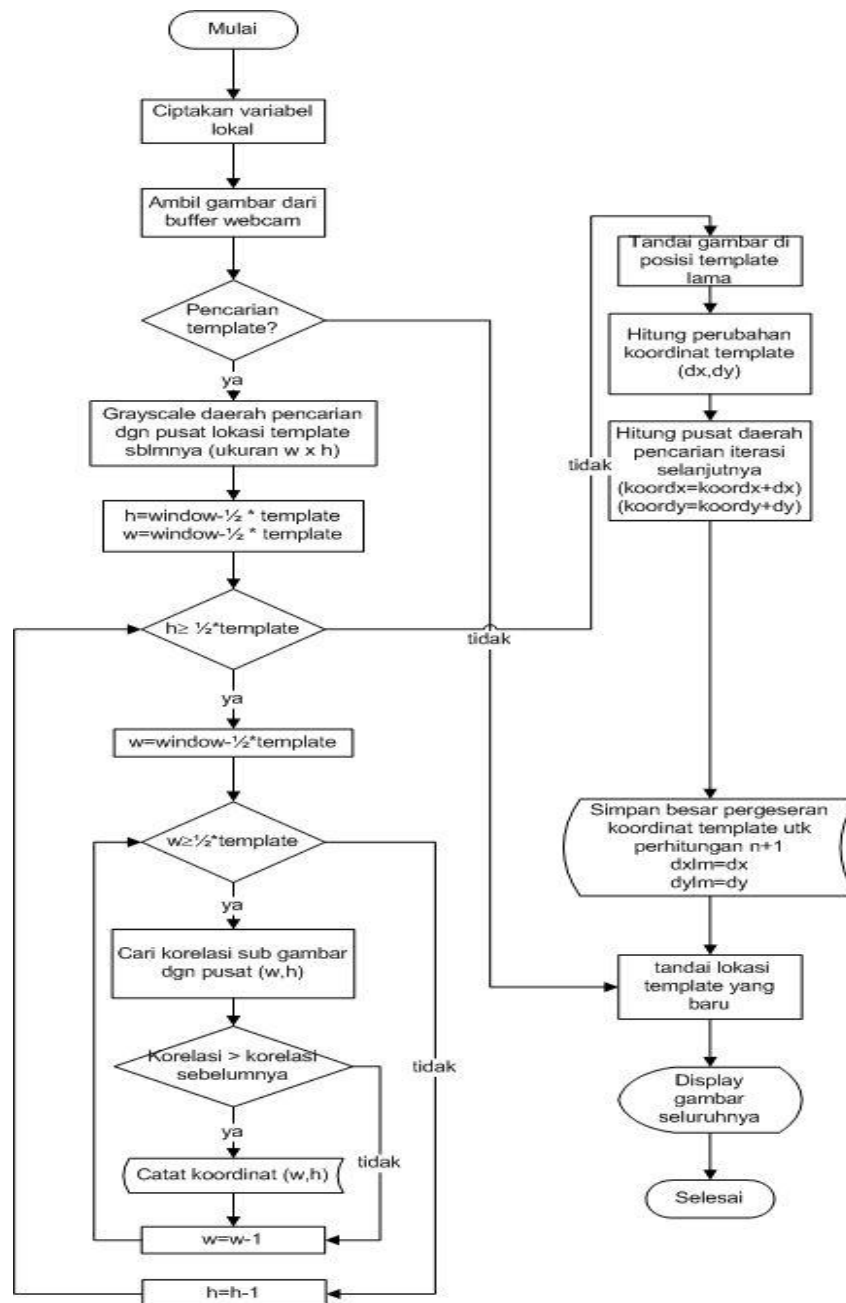 Mulai
Ciptakan variabel
lokal
Ambil gambar dari
buffer webcam
Pencarian
template?
ya
Grayscale daerah pencarian
dgn pusat lokasi template
sblmnya (ukuran w x h)
h=window-½ * template
w=window-½ * template
h≥ ½*template
ya
w=window-½*template
w≥½*template
ya
Cari korelasi sub gambar
dgn pusat (w,h)
Korelasi > korelasi
sebelumnya
ya
Catat koordinat (w,h)
tidak
w=w-1
tidak
h=h-1
tidak
tidak
Tandai gambar di
posisi template
lama
Hitung perubahan
koordinat template
(dx,dy)
Hitung pusat daerah
pencarian iterasi
selanjutnya
(koordx=koordx+dx)
(koordy=koordy+dy)
Simpan besar pergeseran
koordinat template utk
perhitungan n+1
dxlm=dx
dylm=dy
tandai lokasi
template yang
baru
Display
gambar
seluruhnya
Selesai